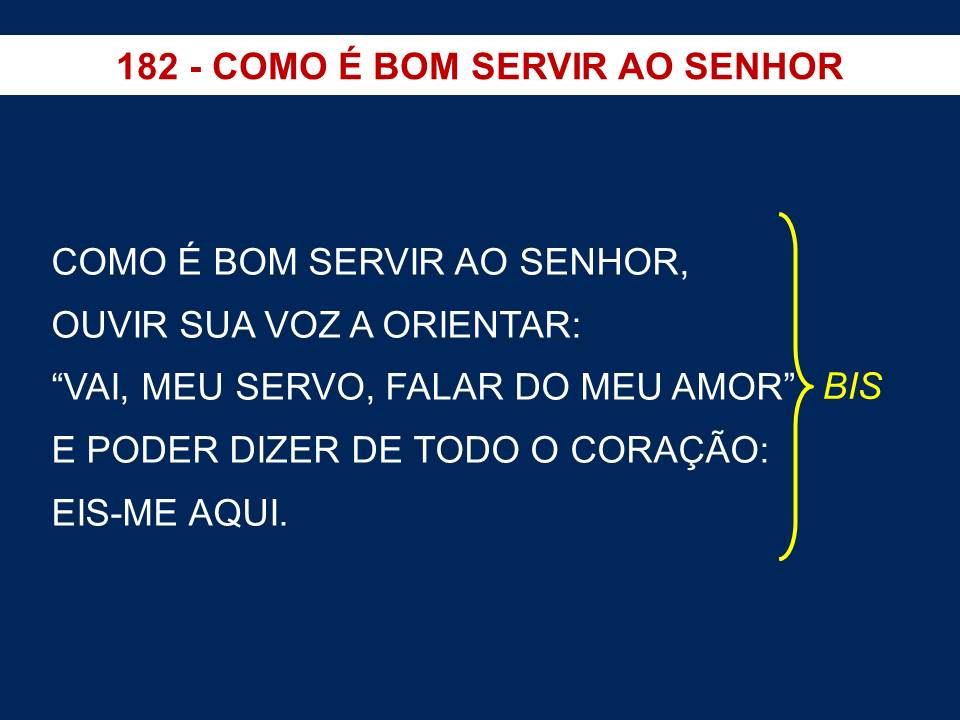 182 - COMO É BOM SERVIR AO SENHOR
COMO É BOM SERVIR AO SENHOR,
OUVIR SUA VOZ A ORIENTAR:
“VAI, MEU SERVO, FALAR DO MEU AMOR”
BIS
E PODER DIZER DE TODO O CORAÇÃO:
EIS-ME AQUI.